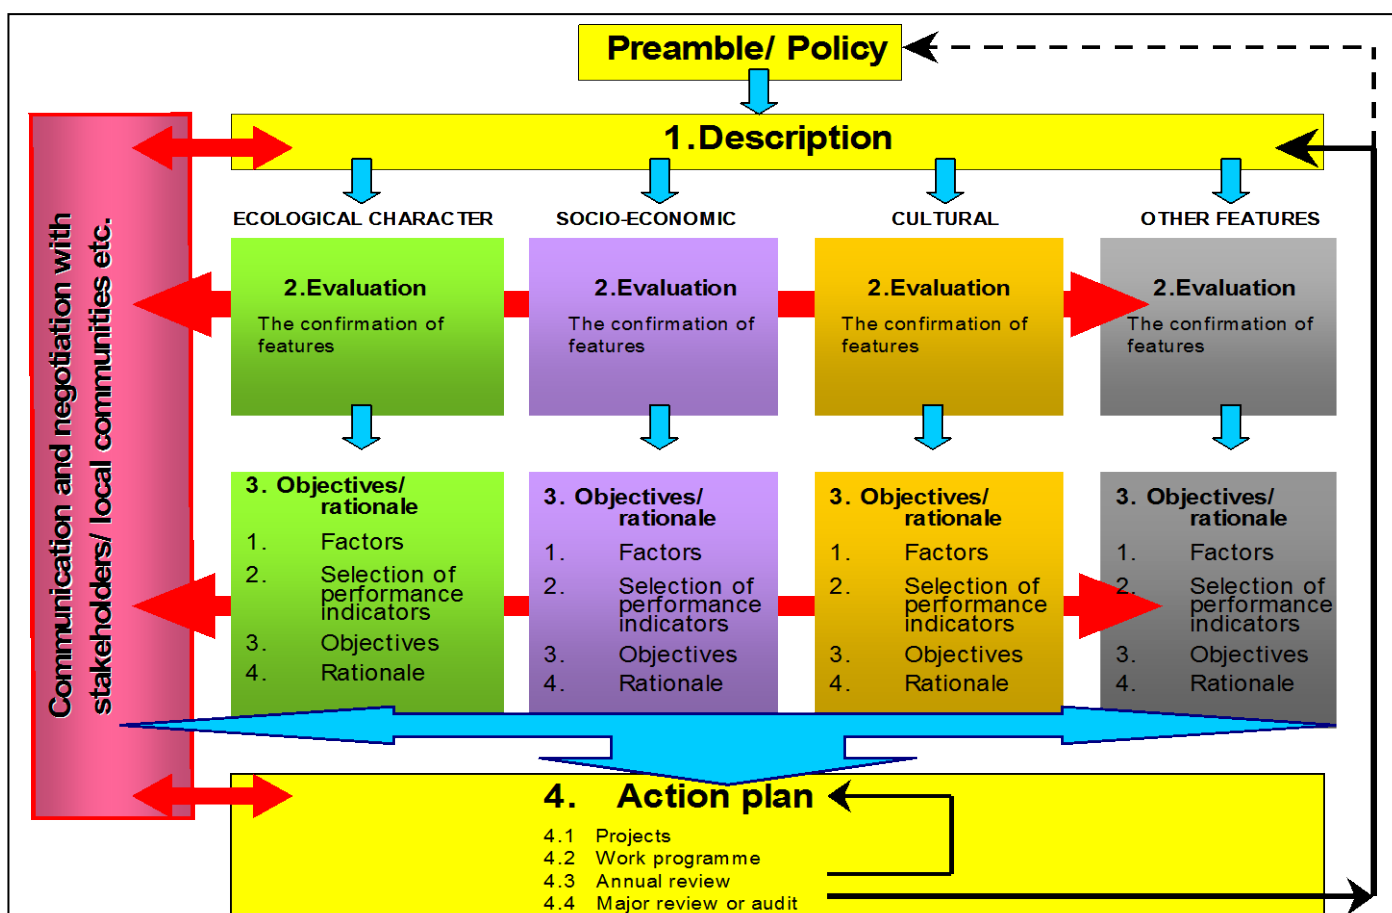 Preamble/ Policy
1.Description
Communication and negotiation with
stakeholders/ local communities etc.
ECOLOGICAL CHARACTER
SOCIO-ECONOMIC
CULTURAL
OTHER FEATURES
2.Evaluation
The confirmation of
features
2.Evaluation
The confirmation of
features
2.Evaluation
The confirmation of
features
2.Evaluation
The confirmation of
features
3. Objectives/
rationale
1. Factors
2. Selection of
performance
indicators
3. Objectives
4. Rationale
3. Objectives/
rationale
1. Factors
2. Selection of
performance
indicators
3. Objectives
4. Rationale
3. Objectives/
rationale
1. Factors
2. Selection of
performance
indicators
3. Objectives
4. Rationale
3. Objectives/
rationale
1. Factors
2. Selection of
performance
indicators
3. Objectives
4. Rationale
4. Action plan
4.1 Projects
4.2 Work programme
4.3 Annual review
4.4 Major review or audit